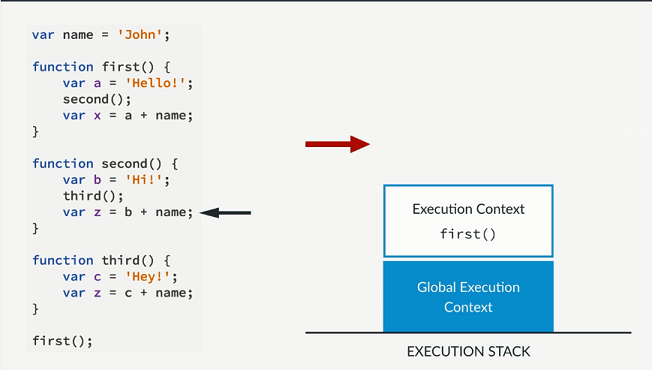 var name = 'John';
function first() {
var a = 'Hello!';
second();
var x = a + name;
}
function second() {
var b = 'Hi!';
third();
var z = b + name;
}
function third() {
var c = 'Hey!';
var z = c + name;
}
first();
Execution Context
first()
Global Execution
Context
EXECUTION STACK